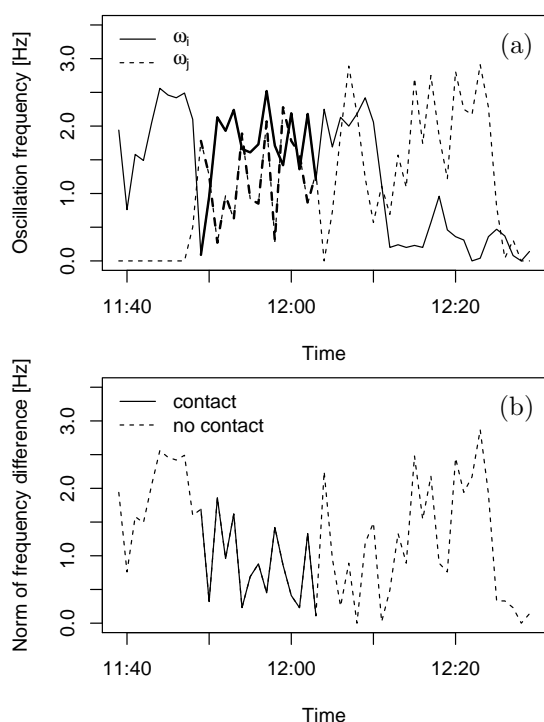 (a)
ωi
ωj
Oscillation frequency [Hz]
3.0
2.0
1.0
0.0
11:40
12:00
12:20
Time
(b)
contact
no contact
Norm of frequency difference [Hz]
3.0
2.0
1.0
0.0
11:40
12:00
12:20
Time